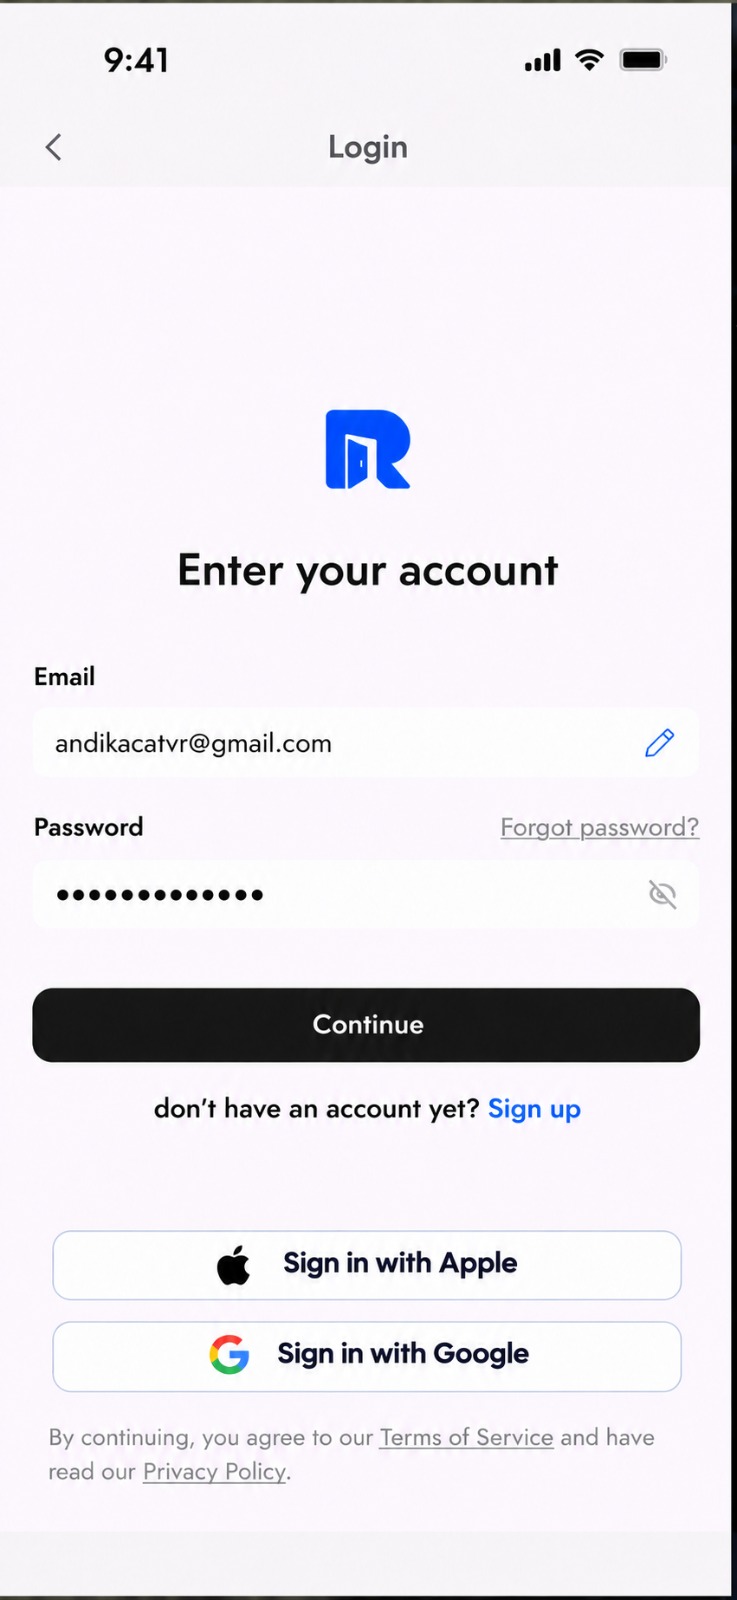 9:41
Login
Enter your account
Email
andikacatvr@gmail.com
Password
Forgot password?
•••••••••••••
Continue
don't have an account yet? Sign up
Sign in with Apple
Sign in with Google
By continuing, you agree to our Terms of Service and have
read our Privacy Policy.